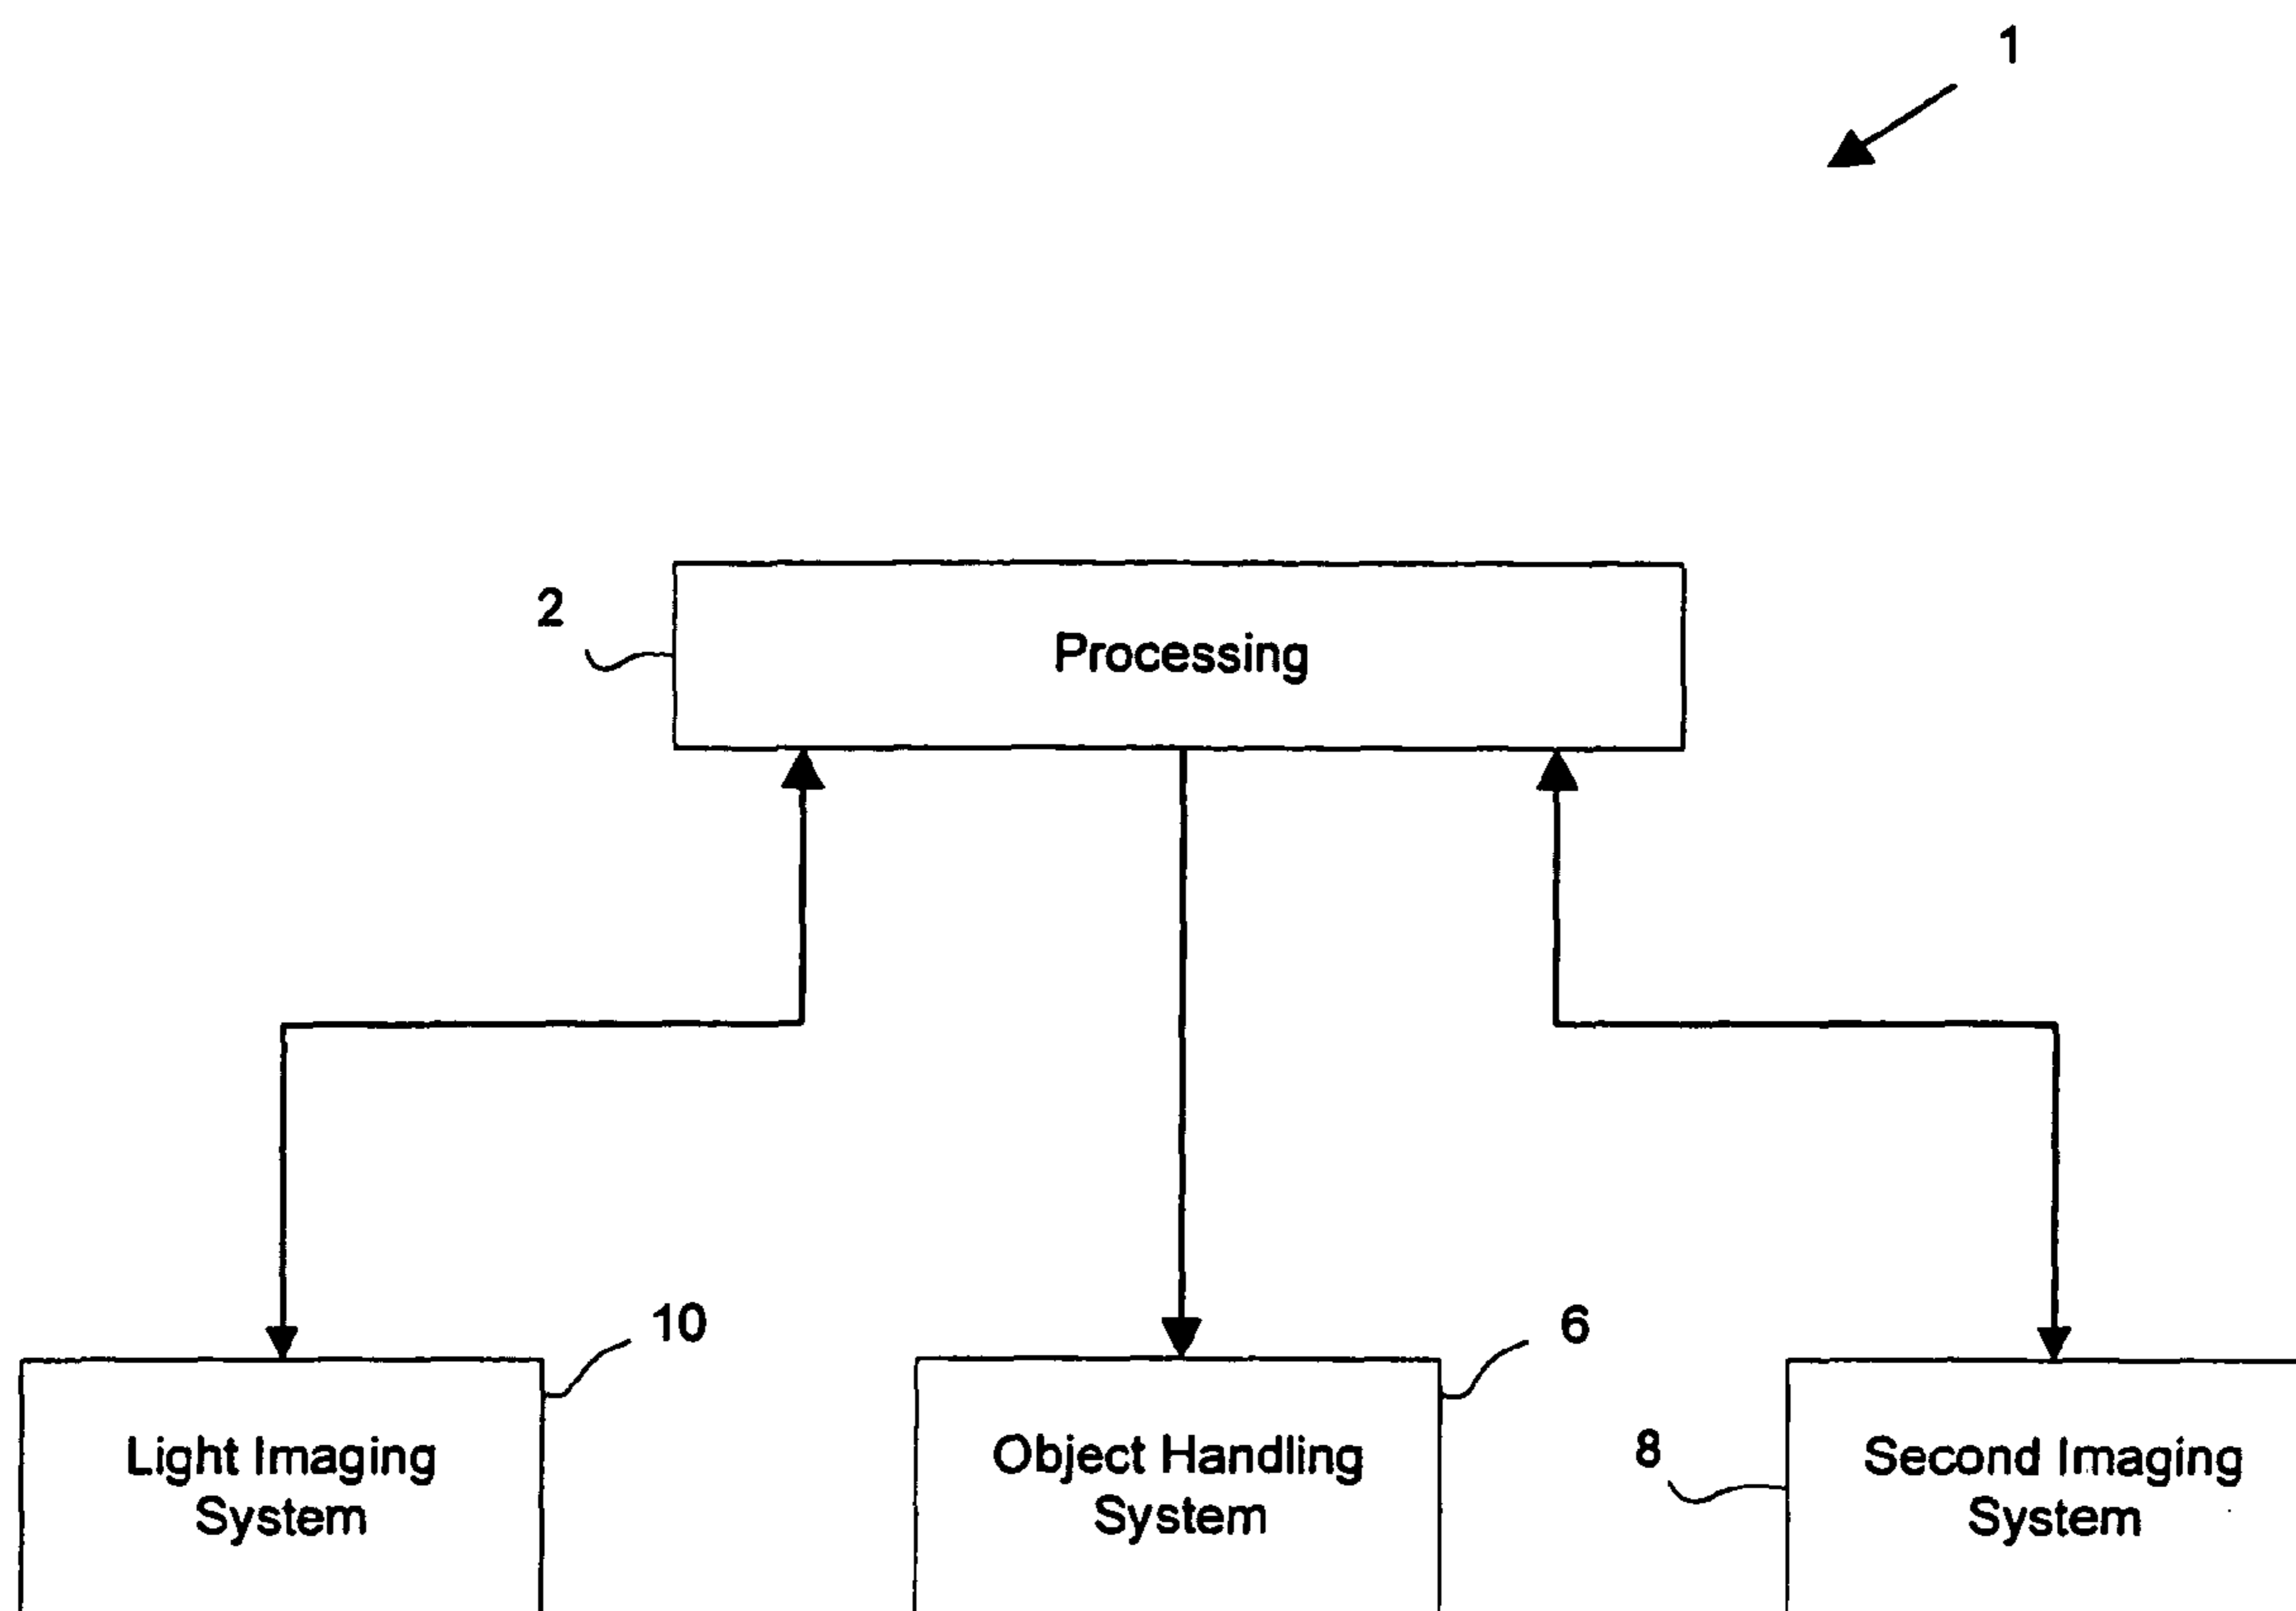 1
2
Processing
10
6
Light Imaging
System
Object Handling
System
8
Second Imaging
System